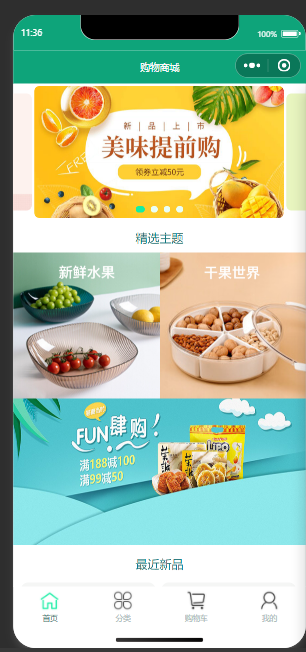 11:36
100%
购物商城
新 | 品 | 上 | 市
美味提前购
领券立减50元
FRE
精选主题
新鲜水果
干果世界
FUN肆购!
满188减100
满99减50
最近新品
首页
分类
购物车
我的